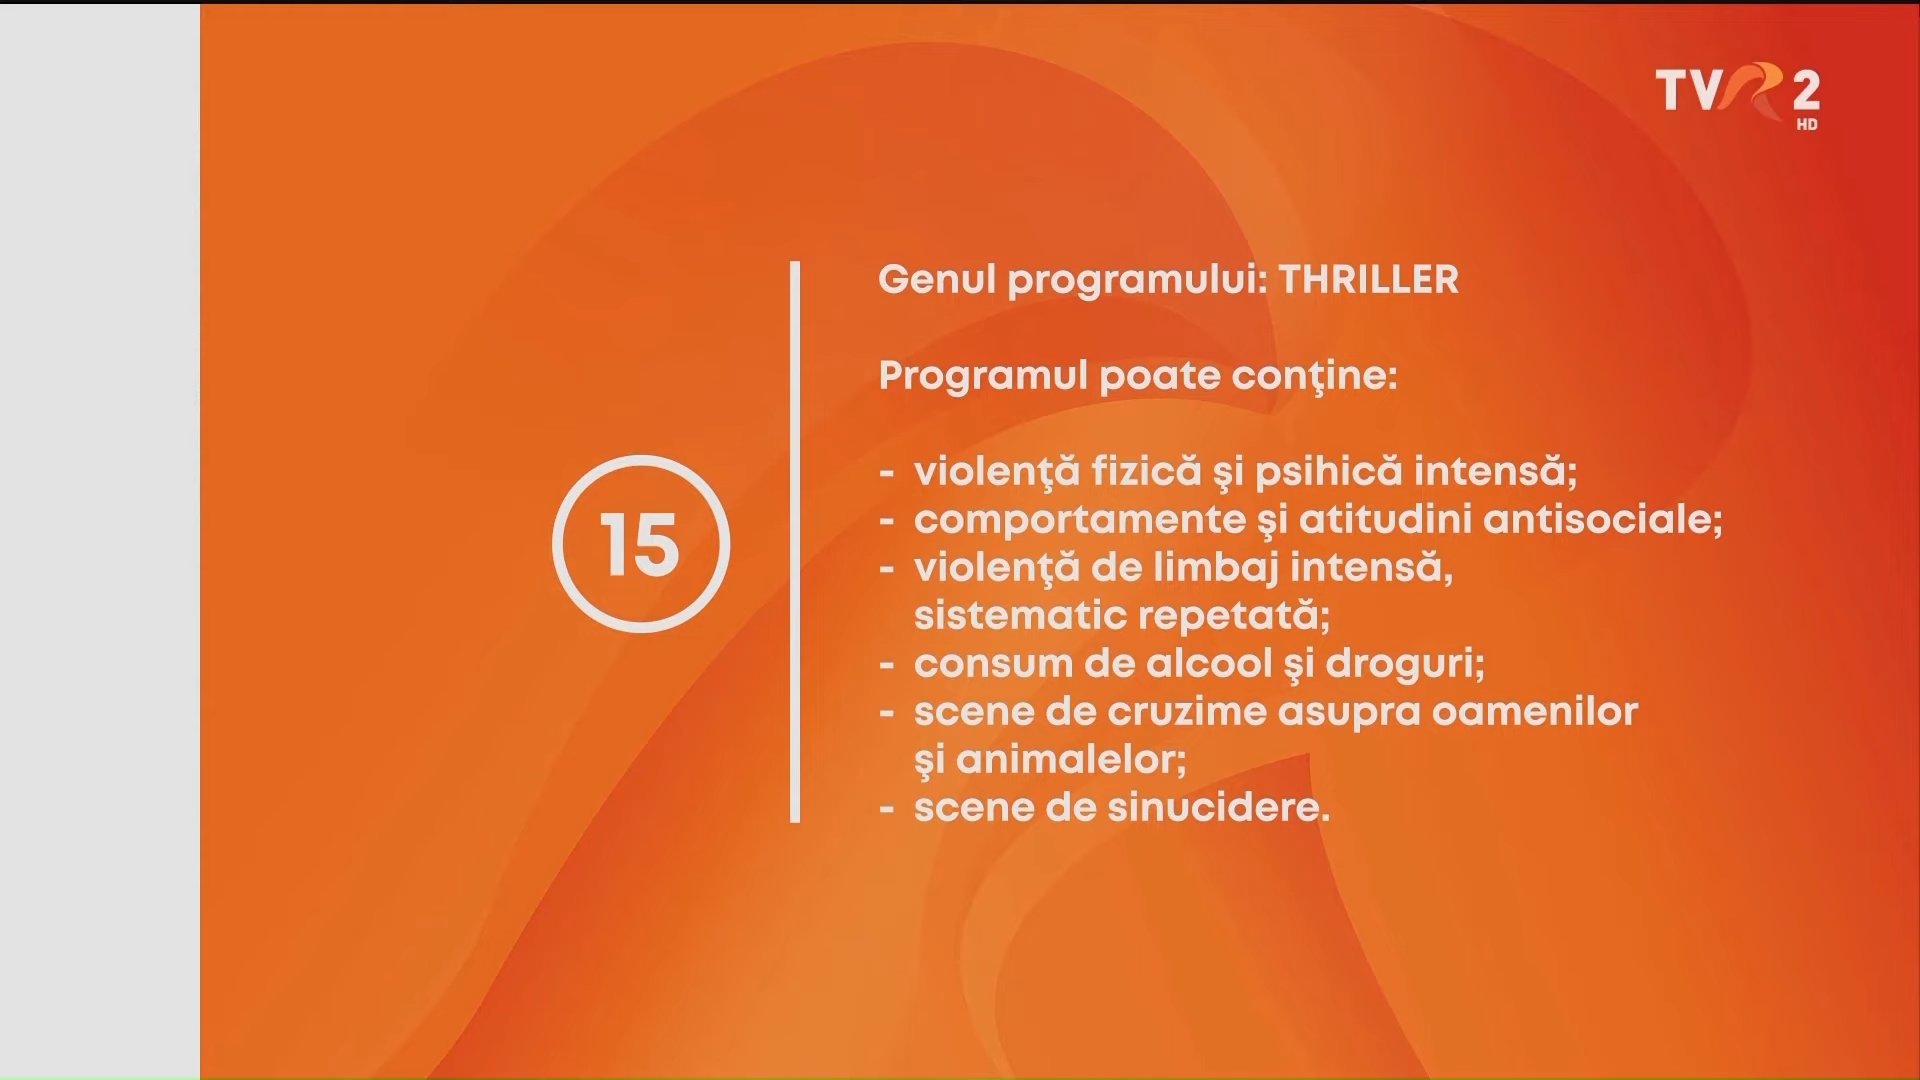 TVR 2
HD
Genul programului: THRILLER
Programul poate conţine:
15
- violenţă fizică şi psihică intensă;
- comportamente şi atitudini antisociale;
- violenţă de limbaj intensă,
sistematic repetată;
- consum de alcool şi droguri;
- scene de cruzime asupra oamenilor
şi animalelor;
- scene de sinucidere.